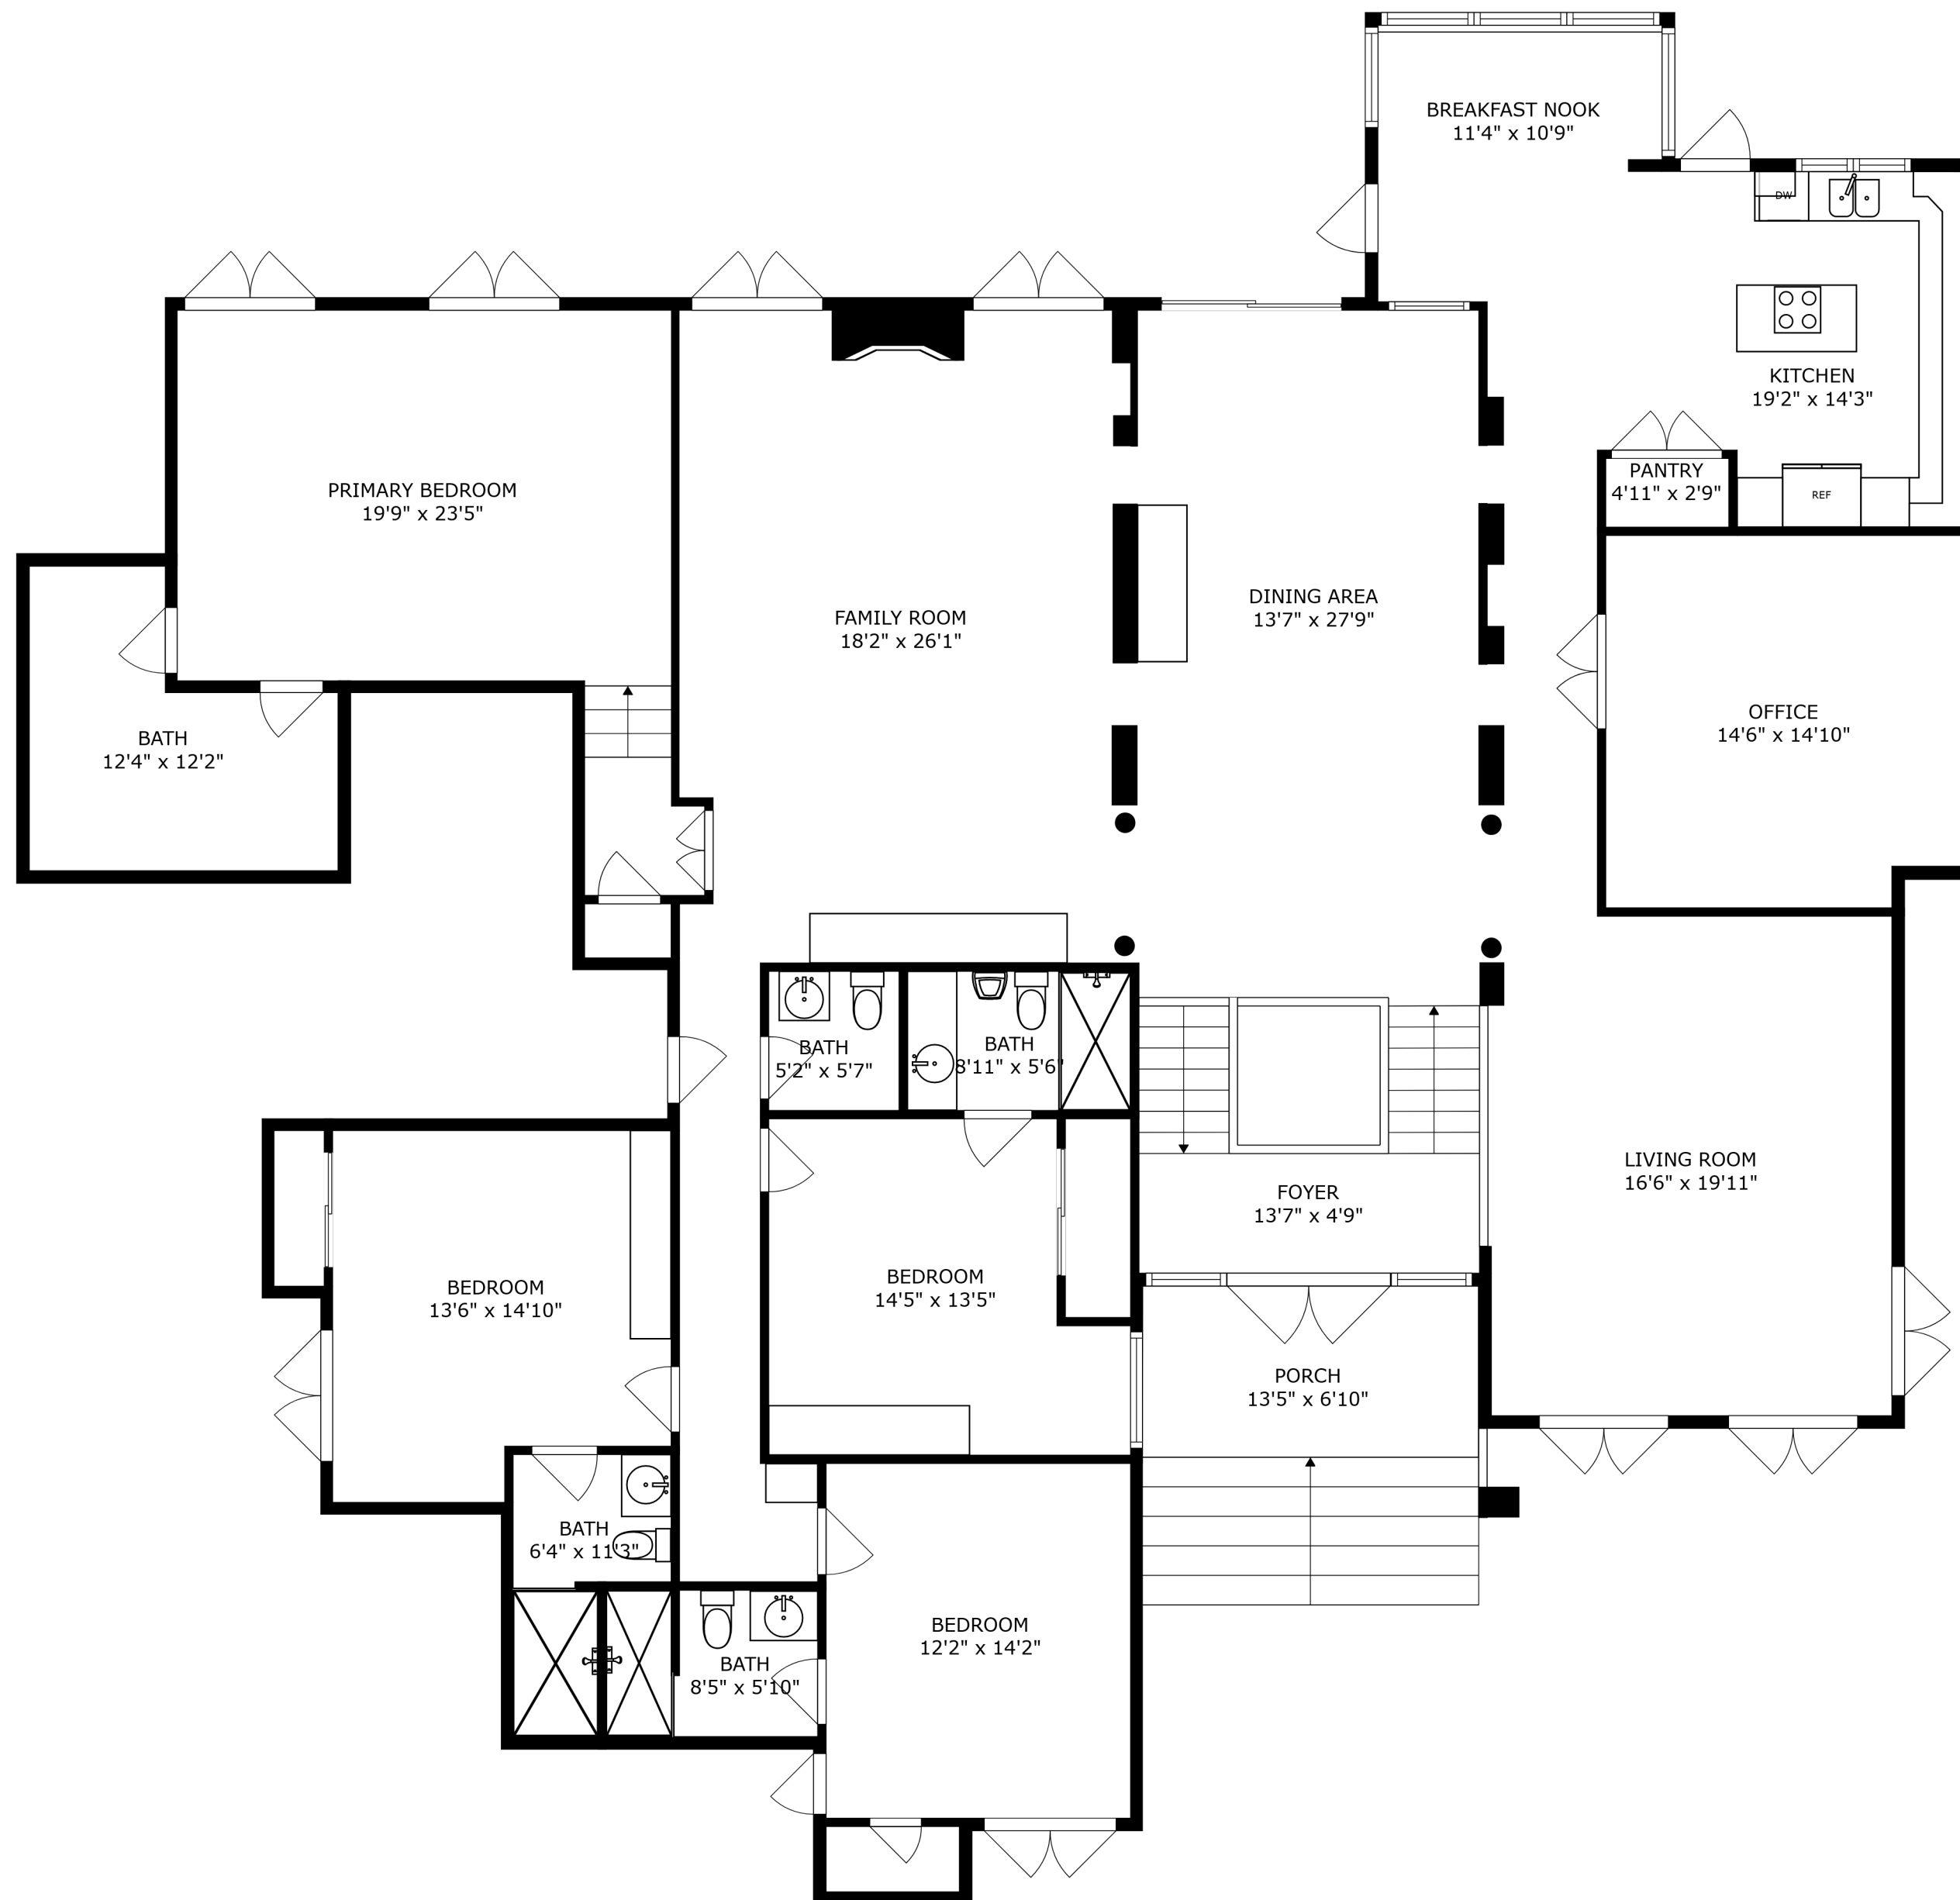 BREAKFAST NOOK
11'4" x 10'9"
DW
KITCHEN
19'2" x 14'3"
PANTRY
4'11" x 2'9"
REF
PRIMARY BEDROOM
19'9" x 23'5"
FAMILY ROOM
18'2" x 26'1"
DINING AREA
13'7" x 27'9"
OFFICE
14'6" x 14'10"
BATH
12'4" x 12'2"
BATH
5'2" x 5'7"
BATH
8'11" x 5'6"
LIVING ROOM
16'6" x 19'11"
FOYER
13'7" x 4'9"
BEDROOM
13'6" x 14'10"
BEDROOM
14'5" x 13'5"
PORCH
13'5" x 6'10"
BATH
6'4" x 11'3"
BEDROOM
12'2" x 14'2"
BATH
8'5" x 5'10"